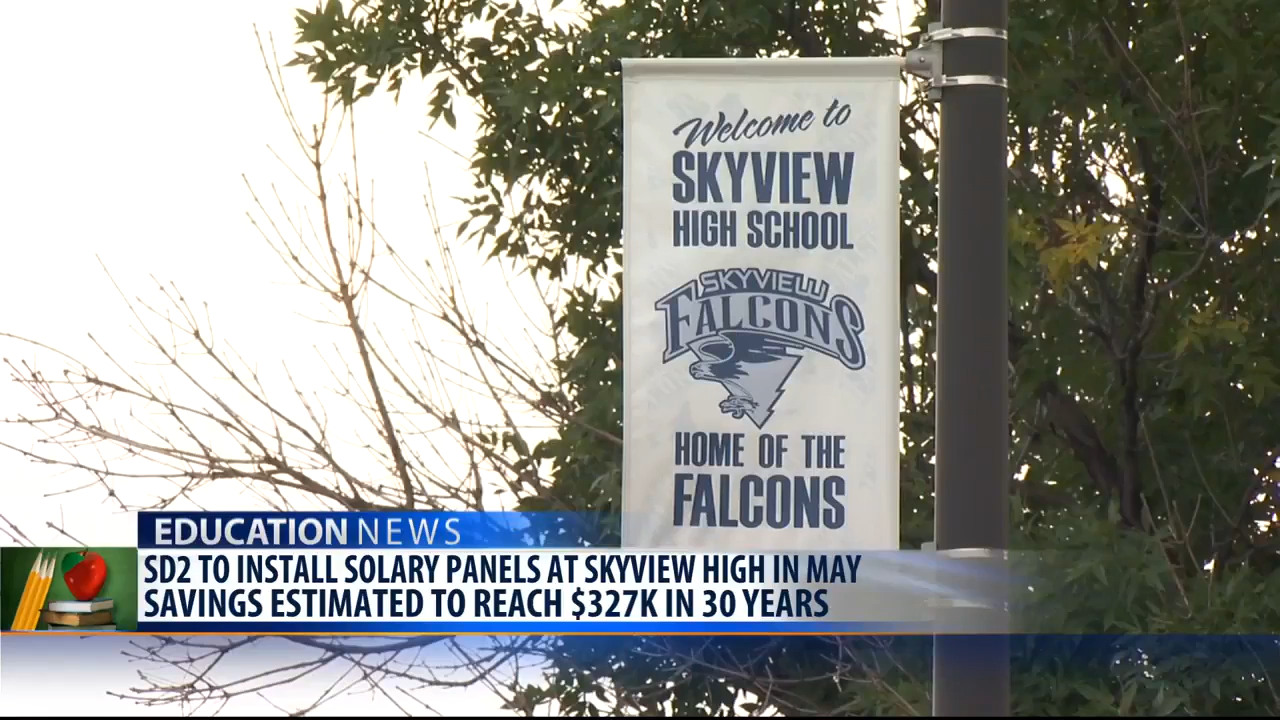 Welcome to
SKYVIEW
HIGH SCHOOL
SKYVIEW
FALCONS
HOME OF THE
FALCONS
EDUCATION NEWS
SD2 TO INSTALL SOLARY PANELS AT SKYVIEW HIGH IN MAY
SAVINGS ESTIMATED TO REACH $327K IN 30 YEARS